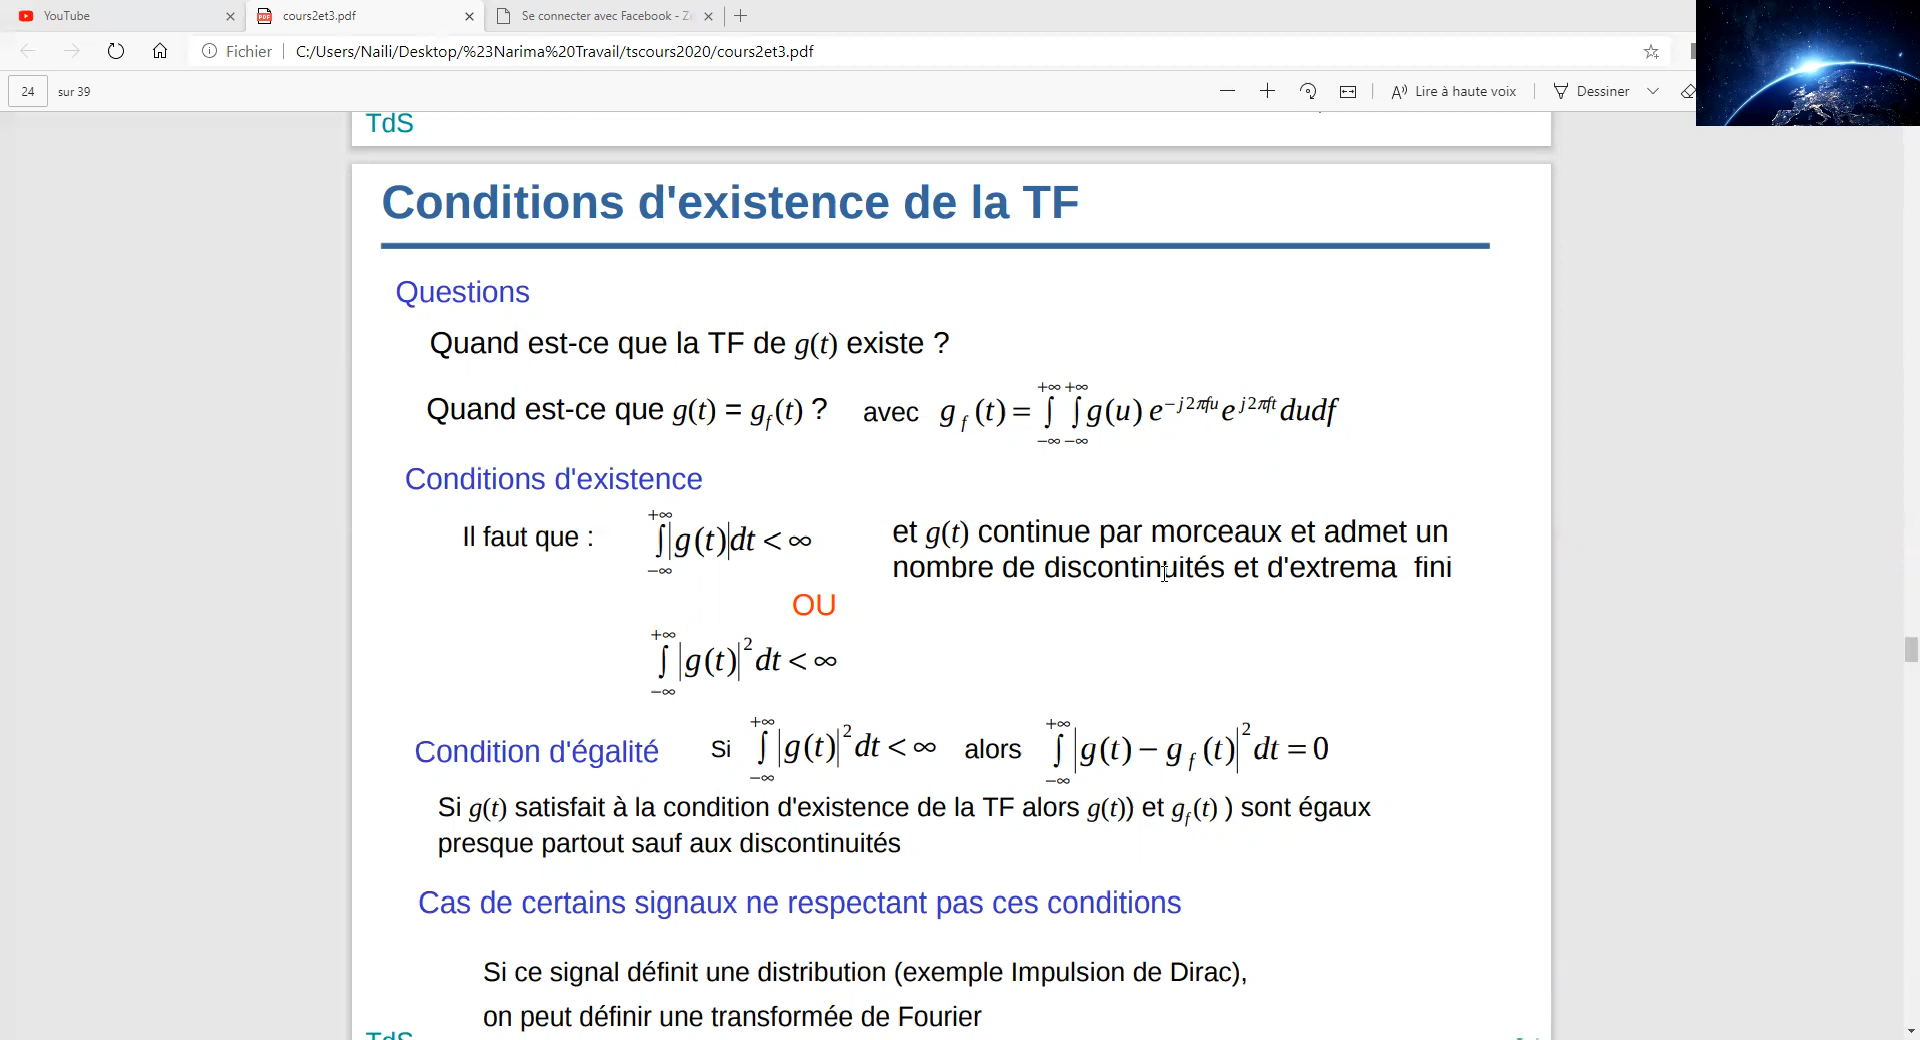 YouTube
cours2et3.pdf
Se connecter avec Facebook - Ze
Fichier C:/Users/Naili/Desktop/%23Narima%20Travail/tscours2020/cours2et3.pdf
24 sur 39
Lire à haute voix
Dessiner
TdS
Conditions d'existence de la TF
Questions
Quand est-ce que la TF de g(t) existe ?
Quand est-ce que g(t) = g_f(t) ? avec g_f(t) = ∫_{-∞}^{+∞} ∫_{-∞}^{+∞} g(u) e^{-j2πfu} e^{j2πft} du df
Conditions d'existence
Il faut que : ∫_{-∞}^{+∞} |g(t)| dt < ∞
et g(t) continue par morceaux et admet un
nombre de discontinuités et d'extrema fini
OU
∫_{-∞}^{+∞} |g(t)|² dt < ∞
Condition d'égalité Si ∫_{-∞}^{+∞} |g(t)|² dt < ∞ alors ∫_{-∞}^{+∞} |g(t) - g_f(t)|² dt = 0
Si g(t) satisfait à la condition d'existence de la TF alors g(t)) et g_f(t) ) sont égaux
presque partout sauf aux discontinuités
Cas de certains signaux ne respectant pas ces conditions
Si ce signal définit une distribution (exemple Impulsion de Dirac),
on peut définir une transformée de Fourier
TdS